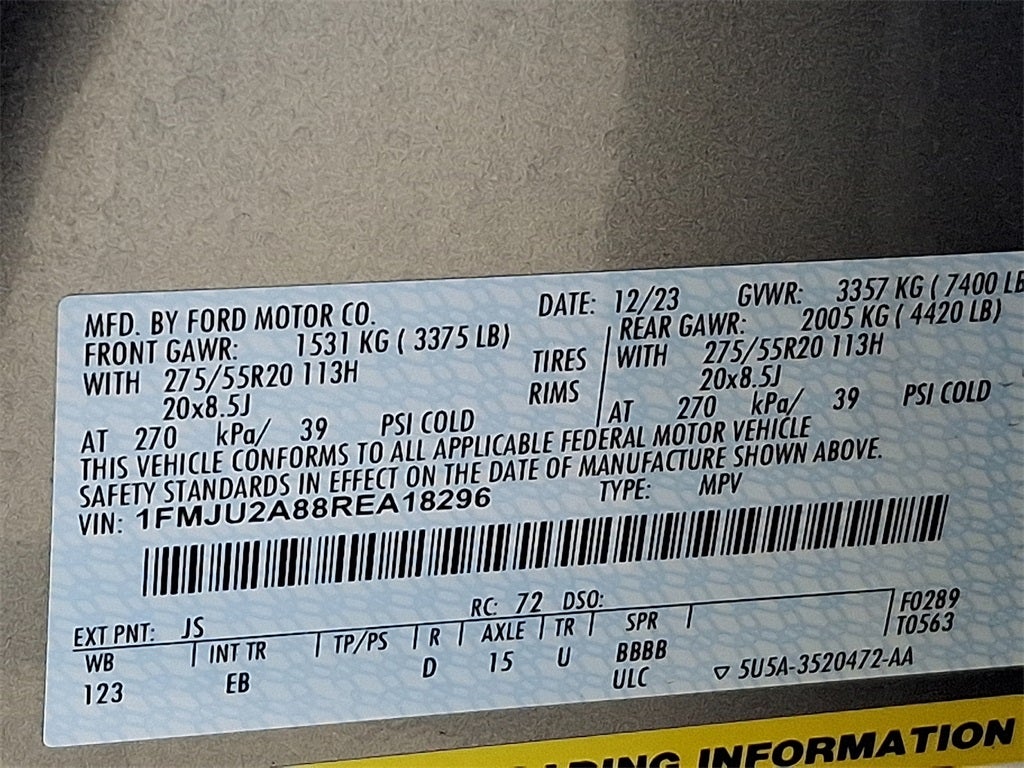 MFD. BY FORD MOTOR CO.
DATE: 12/23
GVWR: 3357 KG ( 7400 LB
FRONT GAWR: 1531 KG ( 3375 LB)
REAR GAWR: 2005 KG ( 4420 LB)
WITH 275/55R20 113H
TIRES
WITH 275/55R20 113H
20x8.5J
RIMS
20x8.5J
AT 270 kPa/ 39 PSI COLD
AT 270 kPa/ 39 PSI COLD
THIS VEHICLE CONFORMS TO ALL APPLICABLE FEDERAL MOTOR VEHICLE
SAFETY STANDARDS IN EFFECT ON THE DATE OF MANUFACTURE SHOWN ABOVE.
VIN: 1FMJU2A88REA18296
TYPE: MPV
EXT PNT: JS
RC: 72 DSO:
F0289
WB | INT TR | TP/PS | R | AXLE | TR | SPR |
T0563
123 EB D 15 U BBBB
ULC
▽ 5U5A-3520472-AA
INFORMATION